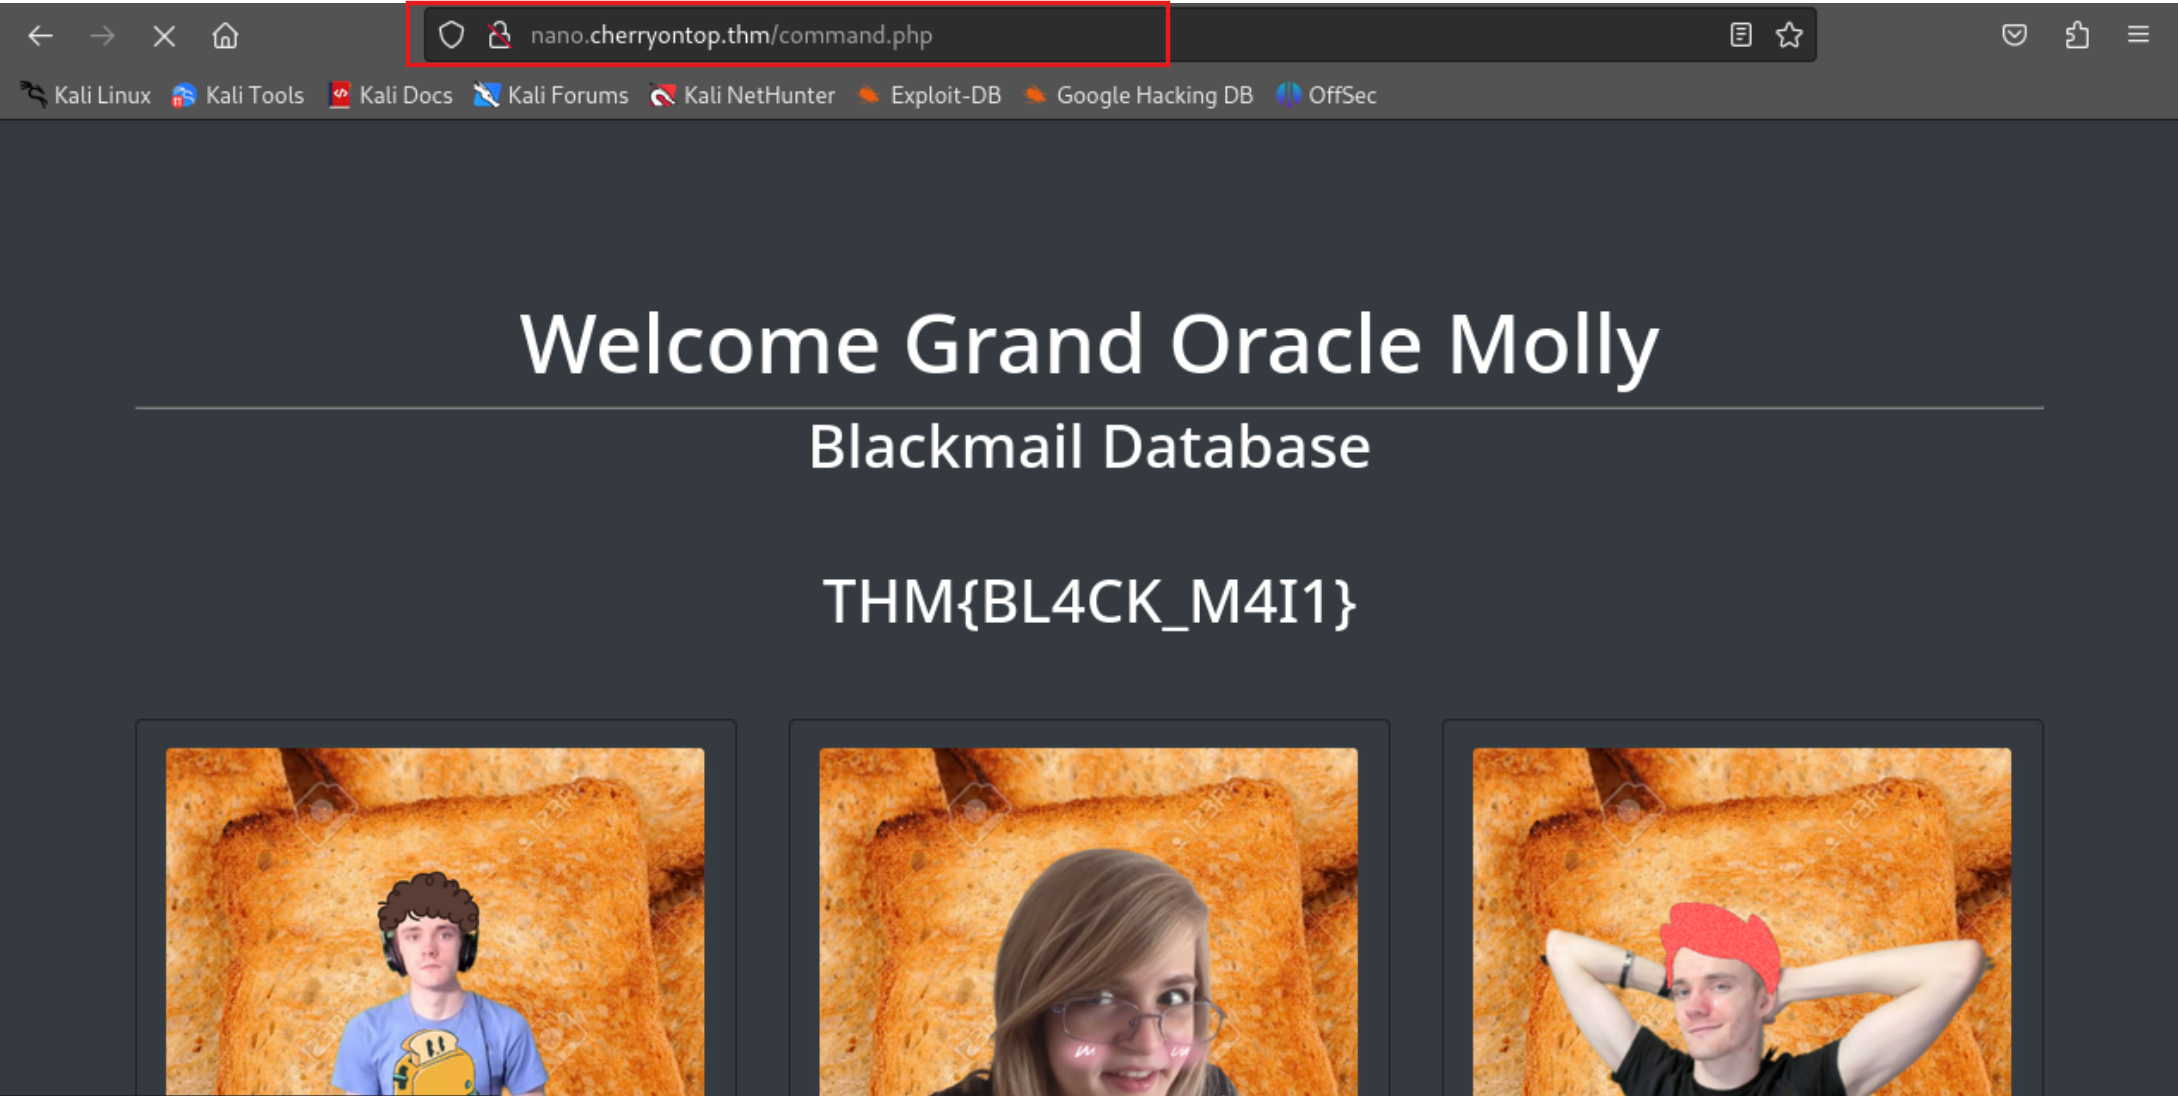 nano.cherryontop.thm/command.php
Kali Linux Kali Tools Kali Docs Kali Forums Kali NetHunter Exploit-DB Google Hacking DB OffSec
Welcome Grand Oracle Molly
Blackmail Database
THM{BL4CK_M4I1}